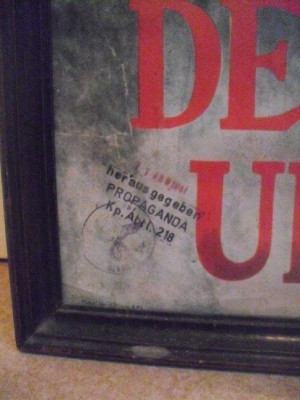 DE
U
herausgegeben
PROPAGANDA
Kp. Abt. 218